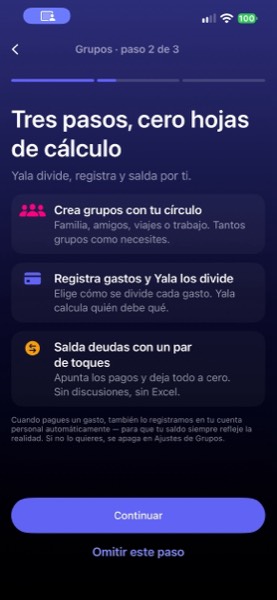 100
Grupos · paso 2 de 3
Tres pasos, cero hojas
de cálculo
Yala divide, registra y salda por ti.
Crea grupos con tu círculo
Familia, amigos, viajes o trabajo. Tantos
grupos como necesites.
Registra gastos y Yala los divide
Elige cómo se divide cada gasto. Yala
calcula quién debe qué.
Salda deudas con un par
de toques
Apunta los pagos y deja todo a cero.
Sin discusiones, sin Excel.
Cuando pagues un gasto, también lo registramos en tu cuenta
personal automáticamente — para que tu saldo siempre refleje la
realidad. Si no lo quieres, se apaga en Ajustes de Grupos.
Continuar
Omitir este paso